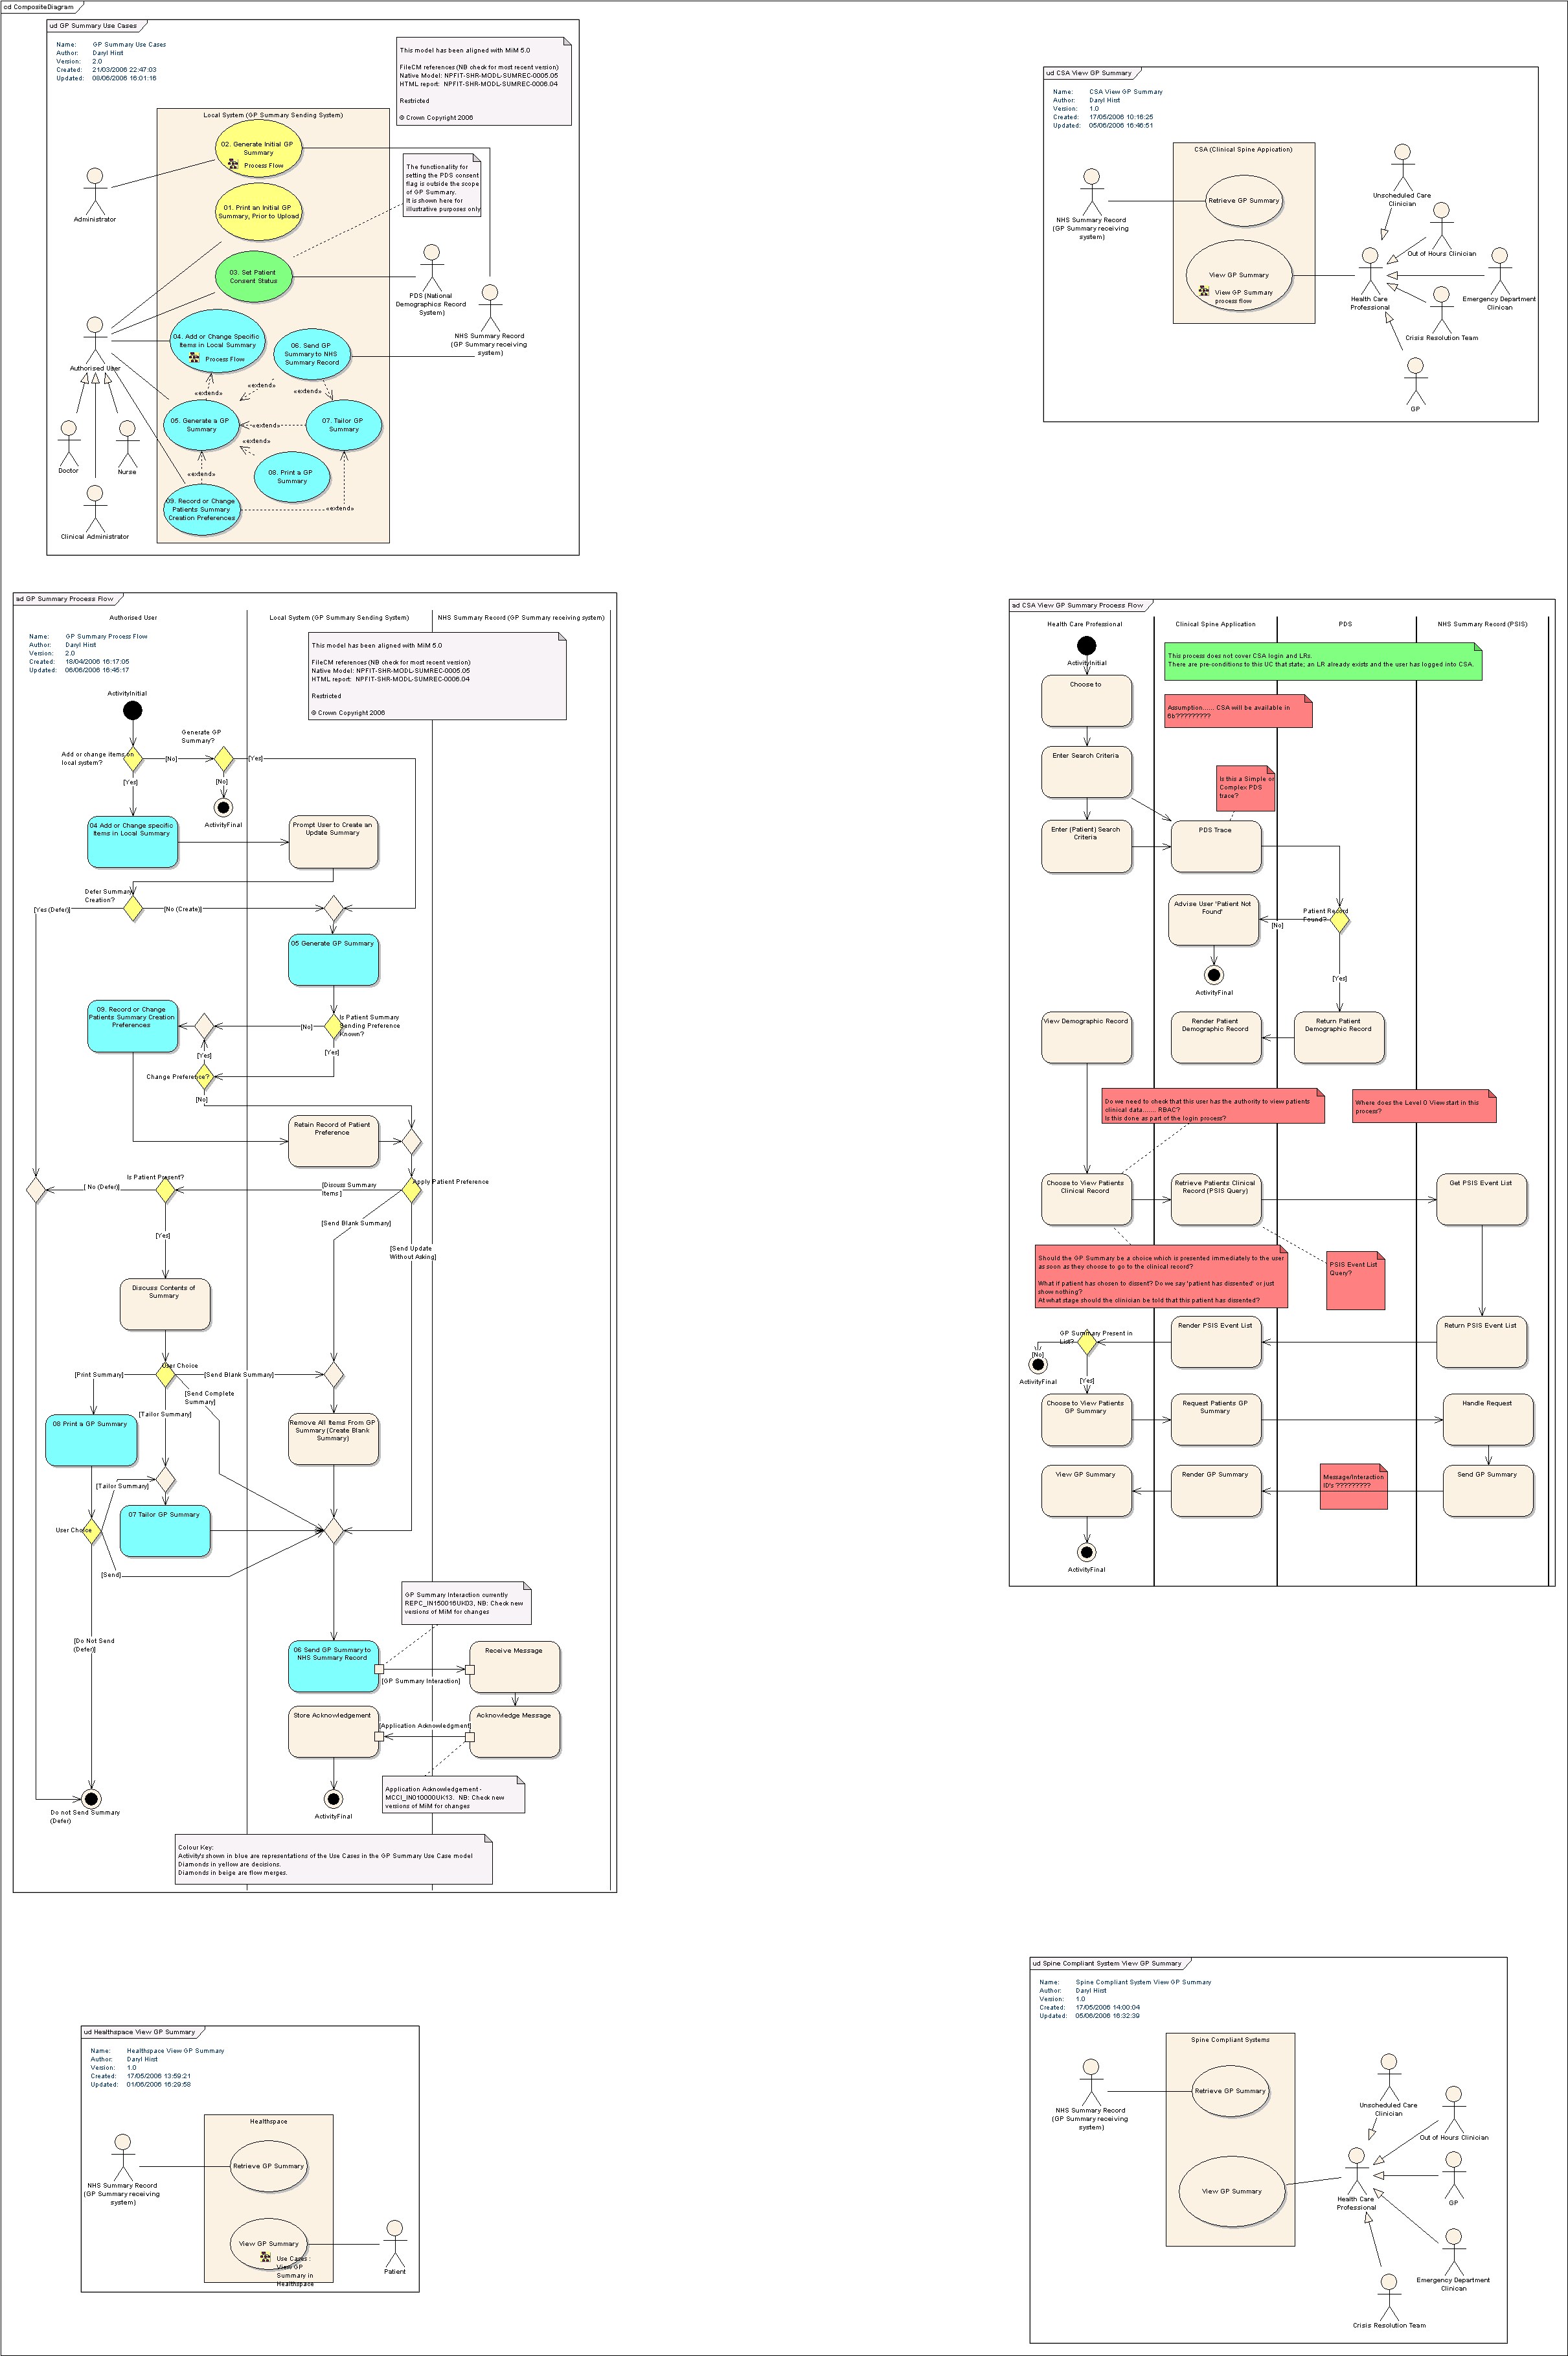 cd CompositeDiagram
ud GP Summary Use Cases
Name: GP Summary Use Cases
Author: Daryl Hirst
Version: 2.0
Created: 21/03/2006 22:47:03
Updated: 08/06/2006 16:01:16
This model has been aligned with MiM 5.0
FileCM references (NB check for most recent version)
Native Model: NPFIT-SHR-MODL-SUMREC-0005.05
HTML report: NPFIT-SHR-MODL-SUMREC-0006.04
Restricted
© Crown Copyright 2006
Local System (GP Summary Sending System)
02. Generate Initial GP
Summary
Process Flow
01. Print an Initial GP
Summary, Prior to Upload
The functionality for
setting the PDS consent
flag is outside the scope
of GP Summary.
It is shown here for
illustrative purposes only
Administrator
03. Set Patient
Consent Status
PDS (National
Demographics Record
System)
NHS Summary Record
(GP Summary receiving
system)
04. Add or Change Specific
Items in Local Summary
Process Flow
06. Send GP
Summary to NHS
Summary Record
Authorised User
«extend»
«extend»
05. Generate a GP
Summary
«extend»
07. Tailor GP
Summary
«extend»
«extend»
08. Print a GP
Summary
Doctor
Nurse
09. Record or Change
Patients Summary
Creation Preferences
«extend»
Clinical Administrator
ud CSA View GP Summary
Name: CSA View GP Summary
Author: Daryl Hirst
Version: 1.0
Created: 17/05/2006 10:16:25
Updated: 05/06/2006 16:46:51
CSA (Clinical Spine Appication)
Retrieve GP Summary
NHS Summary Record
(GP Summary receiving
system)
View GP Summary
View GP Summary
process flow
Unscheduled Care
Clinician
Out of Hours Clinician
Health Care
Professional
Emergency Department
Clinican
Crisis Resolution Team
GP
ad GP Summary Process Flow
Authorised User
Local System (GP Summary Sending System)
NHS Summary Record (GP Summary receiving system)
Name: GP Summary Process Flow
Author: Daryl Hirst
Version: 2.0
Created: 18/04/2006 16:17:05
Updated: 06/06/2006 16:45:17
This model has been aligned with MiM 5.0
FileCM references (NB check for most recent version)
Native Model: NPFIT-SHR-MODL-SUMREC-0005.05
HTML report: NPFIT-SHR-MODL-SUMREC-0006.04
Restricted
© Crown Copyright 2006
ActivityInitial
Generate GP
Summary?
Add or change items on
local system?
[No]
[Yes]
[Yes]
[No]
ActivityFinal
04 Add or Change specific
Items in Local Summary
Prompt User to Create an
Update Summary
Defer Summary
Creation?
[Yes (Defer)]
[No (Create)]
05 Generate GP Summary
09. Record or Change
Patients Summary Creation
Preferences
Is Patient Summary
Sending Preference
Known?
[No]
[Yes]
[Yes]
Change Preference?
[No]
Retain Record of Patient
Preference
Is Patient Present?
[ No (Defer)]
[Discuss Summary
Items ]
Apply Patient Preference
[Send Blank Summary]
[Yes]
[Send Update
Without Asking]
Discuss Contents of
Summary
User Choice
[Print Summary]
[Send Blank Summary]
[Send Complete
Summary]
[Tailor Summary]
08 Print a GP Summary
Remove All Items From GP
Summary (Create Blank
Summary)
[Tailor Summary]
07 Tailor GP Summary
User Choice
[Send]
GP Summary Interaction currently
REPC_IN150016UK03, NB: Check new
versions of MiM for changes
[Do Not Send
(Defer)]
06 Send GP Summary to
NHS Summary Record
Receive Message
[GP Summary Interaction]
Store Acknowledgement
[Application Acknowledgment]
Acknowledge Message
Application Acknowledgement -
MCCI_IN010000UK13. NB: Check new
versions of MiM for changes
Do not Send Summary
(Defer)
ActivityFinal
Colour Key:
Activity's shown in blue are representations of the Use Cases in the GP Summary Use Case model
Diamonds in yellow are decisions.
Diamonds in beige are flow merges.
ad CSA View GP Summary Process Flow
Health Care Professional
Clinical Spine Application
PDS
NHS Summary Record (PSIS)
ActivityInitial
This process does not cover CSA login and LRs.
There are pre-conditions to this UC that state; an LR already exists and the user has logged into CSA.
Choose to
Assumption...... CSA will be available in
6b?????????
Enter Search Criteria
Is this a Simple or
Complex PDS
trace?
Enter (Patient) Search
Criteria
PDS Trace
Advise User 'Patient Not
Found'
[No]
Patient Record
Found?
ActivityFinal
[Yes]
View Demographic Record
Render Patient
Demographic Record
Return Patient
Demographic Record
Do we need to check that this user has the authority to view patients
clinical data....... RBAC?
Is this done as part of the login process?
Where does the Level 0 View start in this
process?
Choose to View Patients
Clinical Record
Retrieve Patients Clinical
Record (PSIS Query)
Get PSIS Event List
Should the GP Summary be a choice which is presented immediately to the user
as soon as they choose to go to the clinical record?
What if patient has chosen to dissent? Do we say 'patient has dissented' or just
show nothing?
At what stage should the clinician be told that this patient has dissented?
PSIS Event List
Query?
GP Summary Present in
List?
Render PSIS Event List
Return PSIS Event List
[No]
ActivityFinal
[Yes]
Choose to View Patients
GP Summary
Request Patients GP
Summary
Handle Request
View GP Summary
Render GP Summary
Message/Interaction
ID's ?????????
Send GP Summary
ActivityFinal
ud Healthspace View GP Summary
Name: Healthspace View GP Summary
Author: Daryl Hirst
Version: 1.0
Created: 17/05/2006 13:59:21
Updated: 01/06/2006 16:29:58
Healthspace
Retrieve GP Summary
NHS Summary Record
(GP Summary receiving
system)
View GP Summary
Use Cases :
View GP
Summary in
Healthspace
Patient
ud Spine Compliant System View GP Summary
Name: Spine Compliant System View GP Summary
Author: Daryl Hirst
Version: 1.0
Created: 17/05/2006 14:00:04
Updated: 05/06/2006 16:32:39
Spine Compliant Systems
Retrieve GP Summary
NHS Summary Record
(GP Summary receiving
system)
View GP Summary
Unscheduled Care
Clinician
Out of Hours Clinician
Health Care
Professional
GP
Emergency Department
Clinican
Crisis Resolution Team